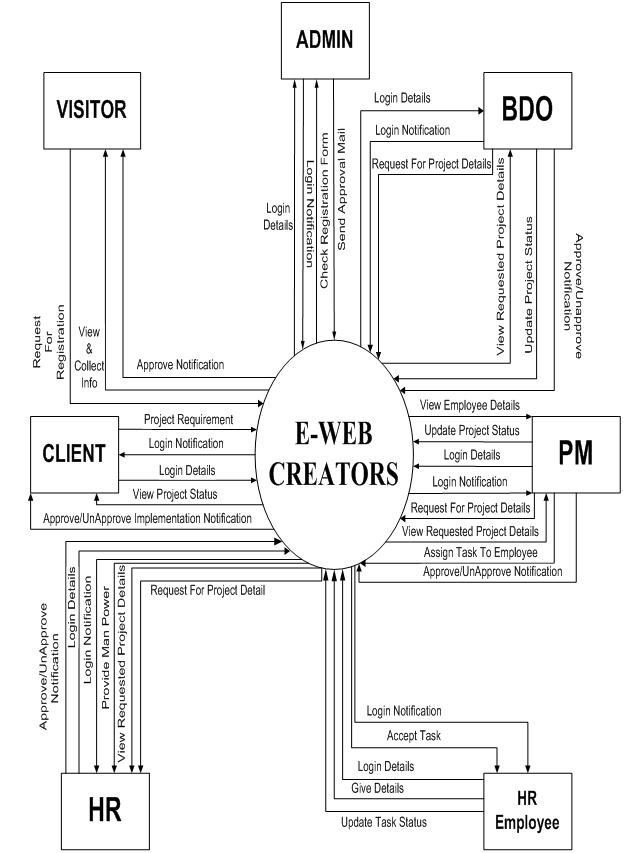 ADMIN
VISITOR
BDO
Login Details
Login Notification
Request For Project Details
Login
Details
Login Notification
Check Registration Form
Send Approval Mail
View Requested Project Details
Update Project Status
Approve/Unapprove
Notification
Request
For
Registration
View
&
Collect
Info
Approve Notification
E-WEB
CREATORS
CLIENT
Project Requirement
Login Notification
Login Details
View Project Status
Approve/UnApprove Implementation Notification
PM
View Employee Details
Update Project Status
Login Details
Login Notification
Request For Project Details
View Requested Project Details
Assign Task To Employee
Approve/UnApprove Notification
Approve/UnApprove
Notification
Login Details
Login Notification
Provide Man Power
View Requested Project Details
Request For Project Detail
HR
Login Notification
Accept Task
Login Details
Give Details
Update Task Status
HR
Employee